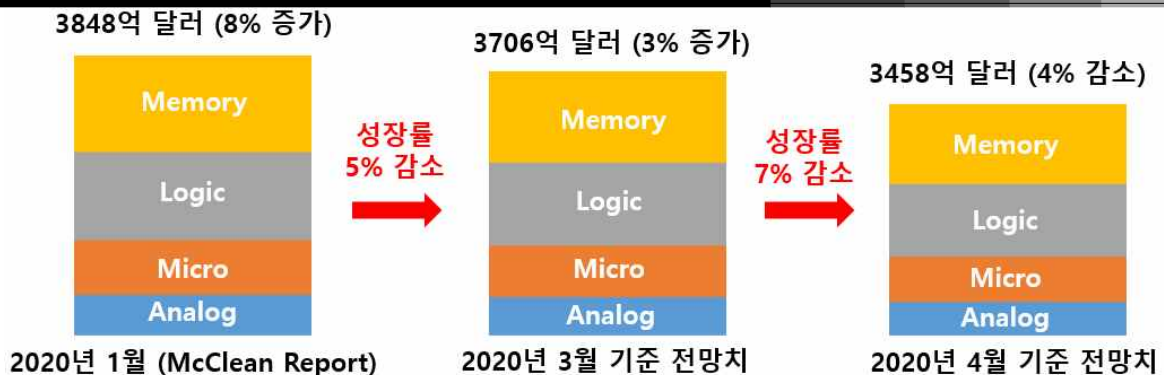 3848억 달러 (8% 증가)
Memory
Logic
Micro
Analog
2020년 1월 (McClean Report)
성장률
5% 감소
3706억 달러 (3% 증가)
Memory
Logic
Micro
Analog
2020년 3월 기준 전망치
성장률
7% 감소
3458억 달러 (4% 감소)
Memory
Logic
Micro
Analog
2020년 4월 기준 전망치